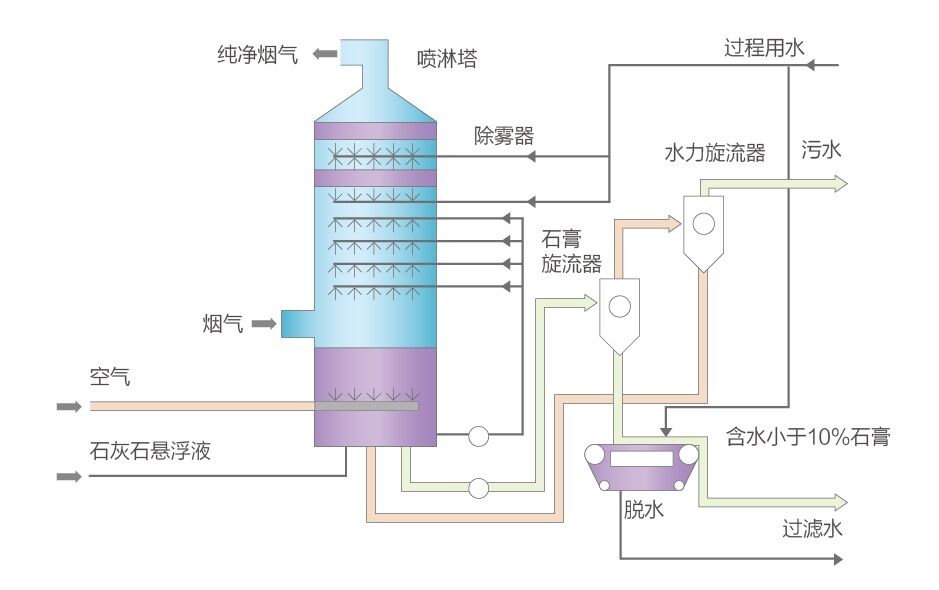 纯净烟气
喷淋塔
过程用水
除雾器
水力旋流器
污水
石膏
旋流器
烟气
空气
石灰石悬浮液
含水小于10%石膏
脱水
过滤水